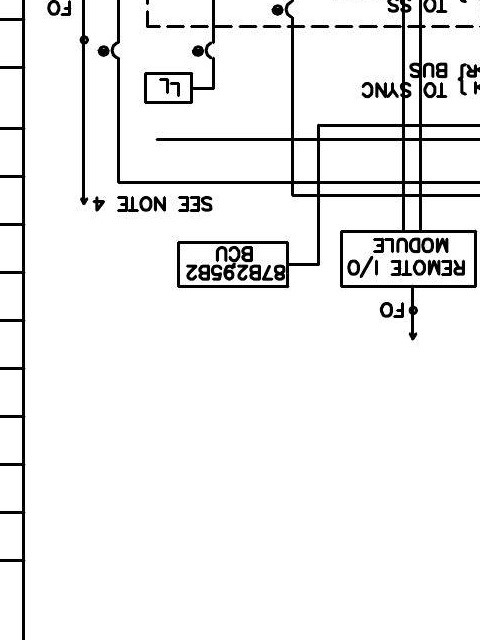 FO
REMOTE I/O
MODULE
87B2,95B2
BCU
SEE NOTE 4
TO SYNC
BUS
LL
TO SS
FO